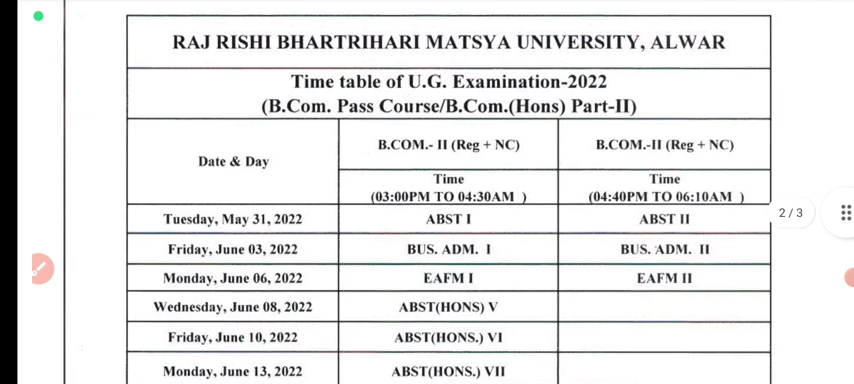 RAJ RISHI BHARTRIHARI MATSYA UNIVERSITY, ALWAR
Time table of U.G. Examination-2022
(B.Com. Pass Course/B.Com.(Hons) Part-II)
Date & Day
B.COM.- II (Reg + NC)
B.COM.-II (Reg + NC)
Time
(03:00PM TO 04:30AM )
Time
(04:40PM TO 06:10AM )
Tuesday, May 31, 2022 ABST I ABST II
Friday, June 03, 2022 BUS. ADM. I BUS. ADM. II
Monday, June 06, 2022 EAFM I EAFM II
Wednesday, June 08, 2022 ABST(HONS) V
Friday, June 10, 2022 ABST(HONS.) VI
Monday, June 13, 2022 ABST(HONS.) VII
2 / 3